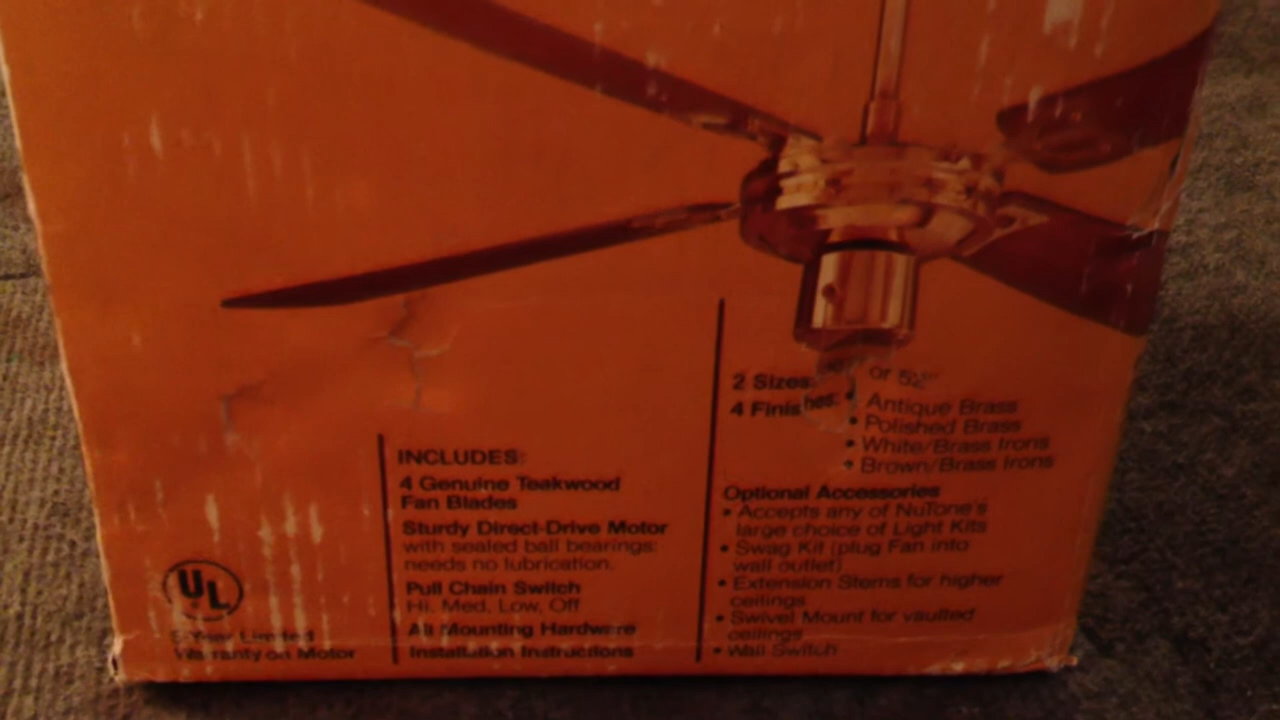 UL
5-Year Limited
Warranty on Motor
INCLUDES:
4 Genuine Teakwood
Fan Blades
Sturdy Direct-Drive Motor
with sealed ball bearings:
needs no lubrication.
Pull Chain Switch
Hi, Med, Low, Off
All Mounting Hardware
Installation Instructions
2 Sizes: or 52"
4 Finishes: • Antique Brass
• Polished Brass
• White/Brass Irons
• Brown/Brass Irons
Optional Accessories
• Accepts any of NuTone's
large choice of Light Kits
• Swag Kit (plug Fan into
wall outlet)
• Extension Stems for higher
ceilings
• Swivel Mount for vaulted
ceilings
• Wall Switch